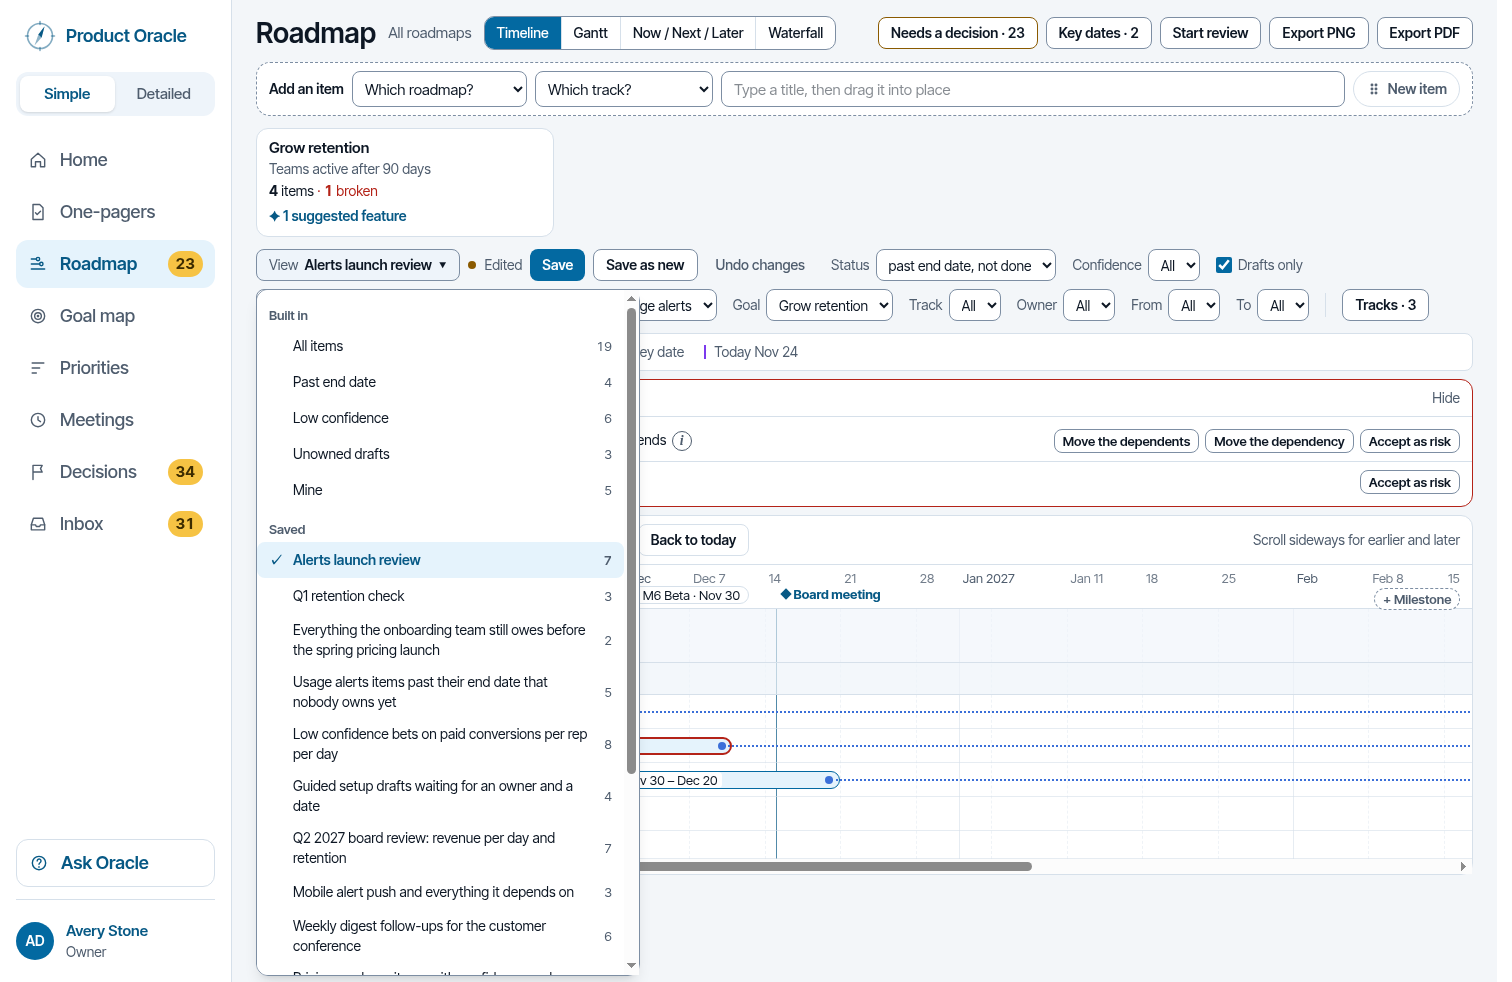 Product Oracle
Simple
Detailed
Home
One-pagers
Roadmap 23
Goal map
Priorities
Meetings
Decisions 34
Inbox 31
Ask Oracle
AD
Avery Stone
Owner
Roadmap
All roadmaps
Timeline
Gantt
Now / Next / Later
Waterfall
Needs a decision · 23
Key dates · 2
Start review
Export PNG
Export PDF
Add an item
Which roadmap?
Which track?
Type a title, then drag it into place
New item
Grow retention
Teams active after 90 days
4 items · 1 broken
1 suggested feature
View Alerts launch review
Edited
Save
Save as new
Undo changes
Status past end date, not done
Confidence All
Drafts only
ge alerts
Goal Grow retention
Track All
Owner All
From All
To All
Tracks · 3
Built in
All items 19
Past end date 4
Low confidence 6
Unowned drafts 3
Mine 5
Saved
✓ Alerts launch review 7
Q1 retention check 3
Everything the onboarding team still owes before
the spring pricing launch 2
Usage alerts items past their end date that
nobody owns yet 5
Low confidence bets on paid conversions per rep
per day 8
Guided setup drafts waiting for an owner and a
date 4
Q2 2027 board review: revenue per day and
retention 7
Mobile alert push and everything it depends on 3
Weekly digest follow-ups for the customer
conference 6
ey date
Today Nov 24
Hide
ends
i
Move the dependents
Move the dependency
Accept as risk
Accept as risk
Back to today
Scroll sideways for earlier and later
ec
Dec 7
14
21
28
Jan 2027
Jan 11
18
25
Feb
Feb 8
15
M6 Beta · Nov 30
Board meeting
+ Milestone
v 30 – Dec 20